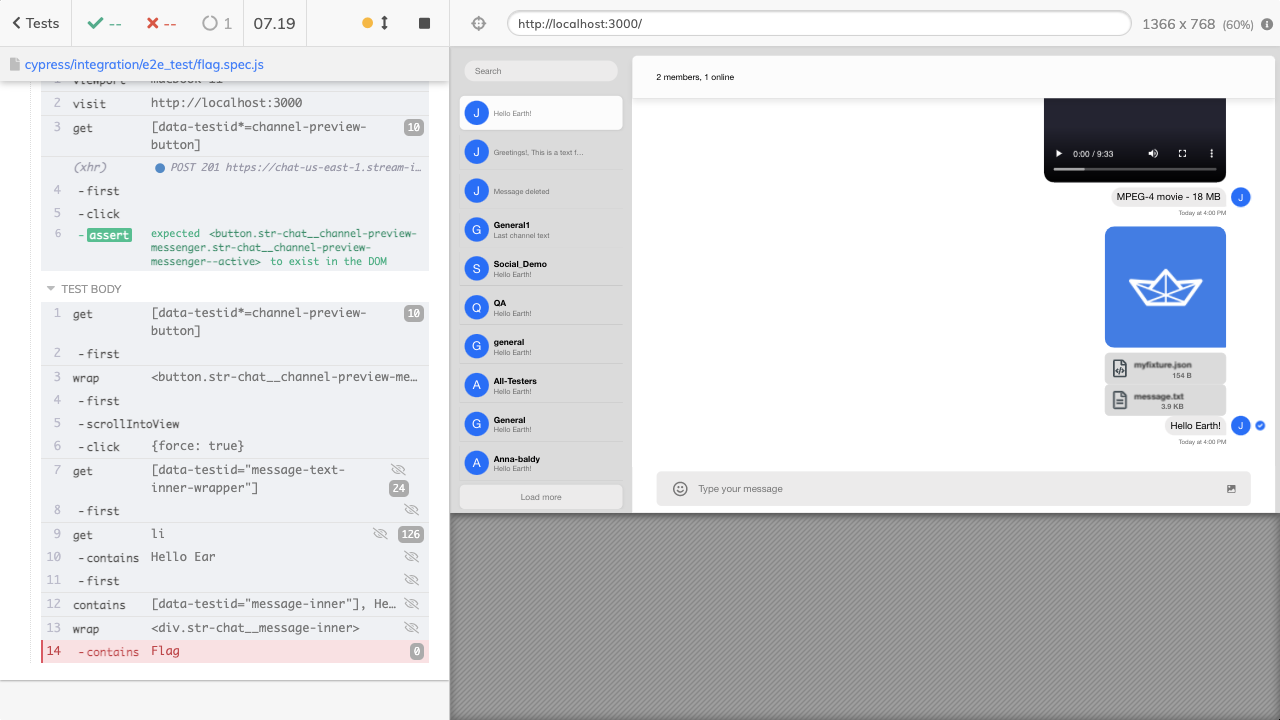 Tests
--
--
1
07.19
http://localhost:3000/
1366 x 768 (60%)
cypress/integration/e2e_test/flag.spec.js
1 viewport macbook-11
2 visit http://localhost:3000
3 get [data-testid*=channel-preview-
button] 10
(xhr) POST 201 https://chat-us-east-1.stream-i…
4 -first
5 -click
6 -assert expected <button.str-chat__channel-preview-
messenger.str-chat__channel-preview-
messenger--active> to exist in the DOM
TEST BODY
1 get [data-testid*=channel-preview-
button] 10
2 -first
3 wrap <button.str-chat__channel-preview-me…
4 -first
5 -scrollIntoView
6 -click {force: true}
7 get [data-testid="message-text-
inner-wrapper"] 24
8 -first
9 get li 126
10 -contains Hello Ear
11 -first
12 contains [data-testid="message-inner"], He…
13 wrap <div.str-chat__message-inner>
14 -contains Flag 0
Search
J Hello Earth!
J Greetings!, This is a text f...
J Message deleted
G General1
Last channel text
S Social_Demo
Hello Earth!
Q QA
Hello Earth!
G general
Hello Earth!
A All-Testers
Hello Earth!
G General
Hello Earth!
A Anna-baldy
Hello Earth!
Load more
2 members, 1 online
0:00 / 9:33
MPEG-4 movie - 18 MB J
Today at 4:00 PM
myfixture.json
154 B
message.txt
3.9 KB
Hello Earth! J
Today at 4:00 PM
Type your message